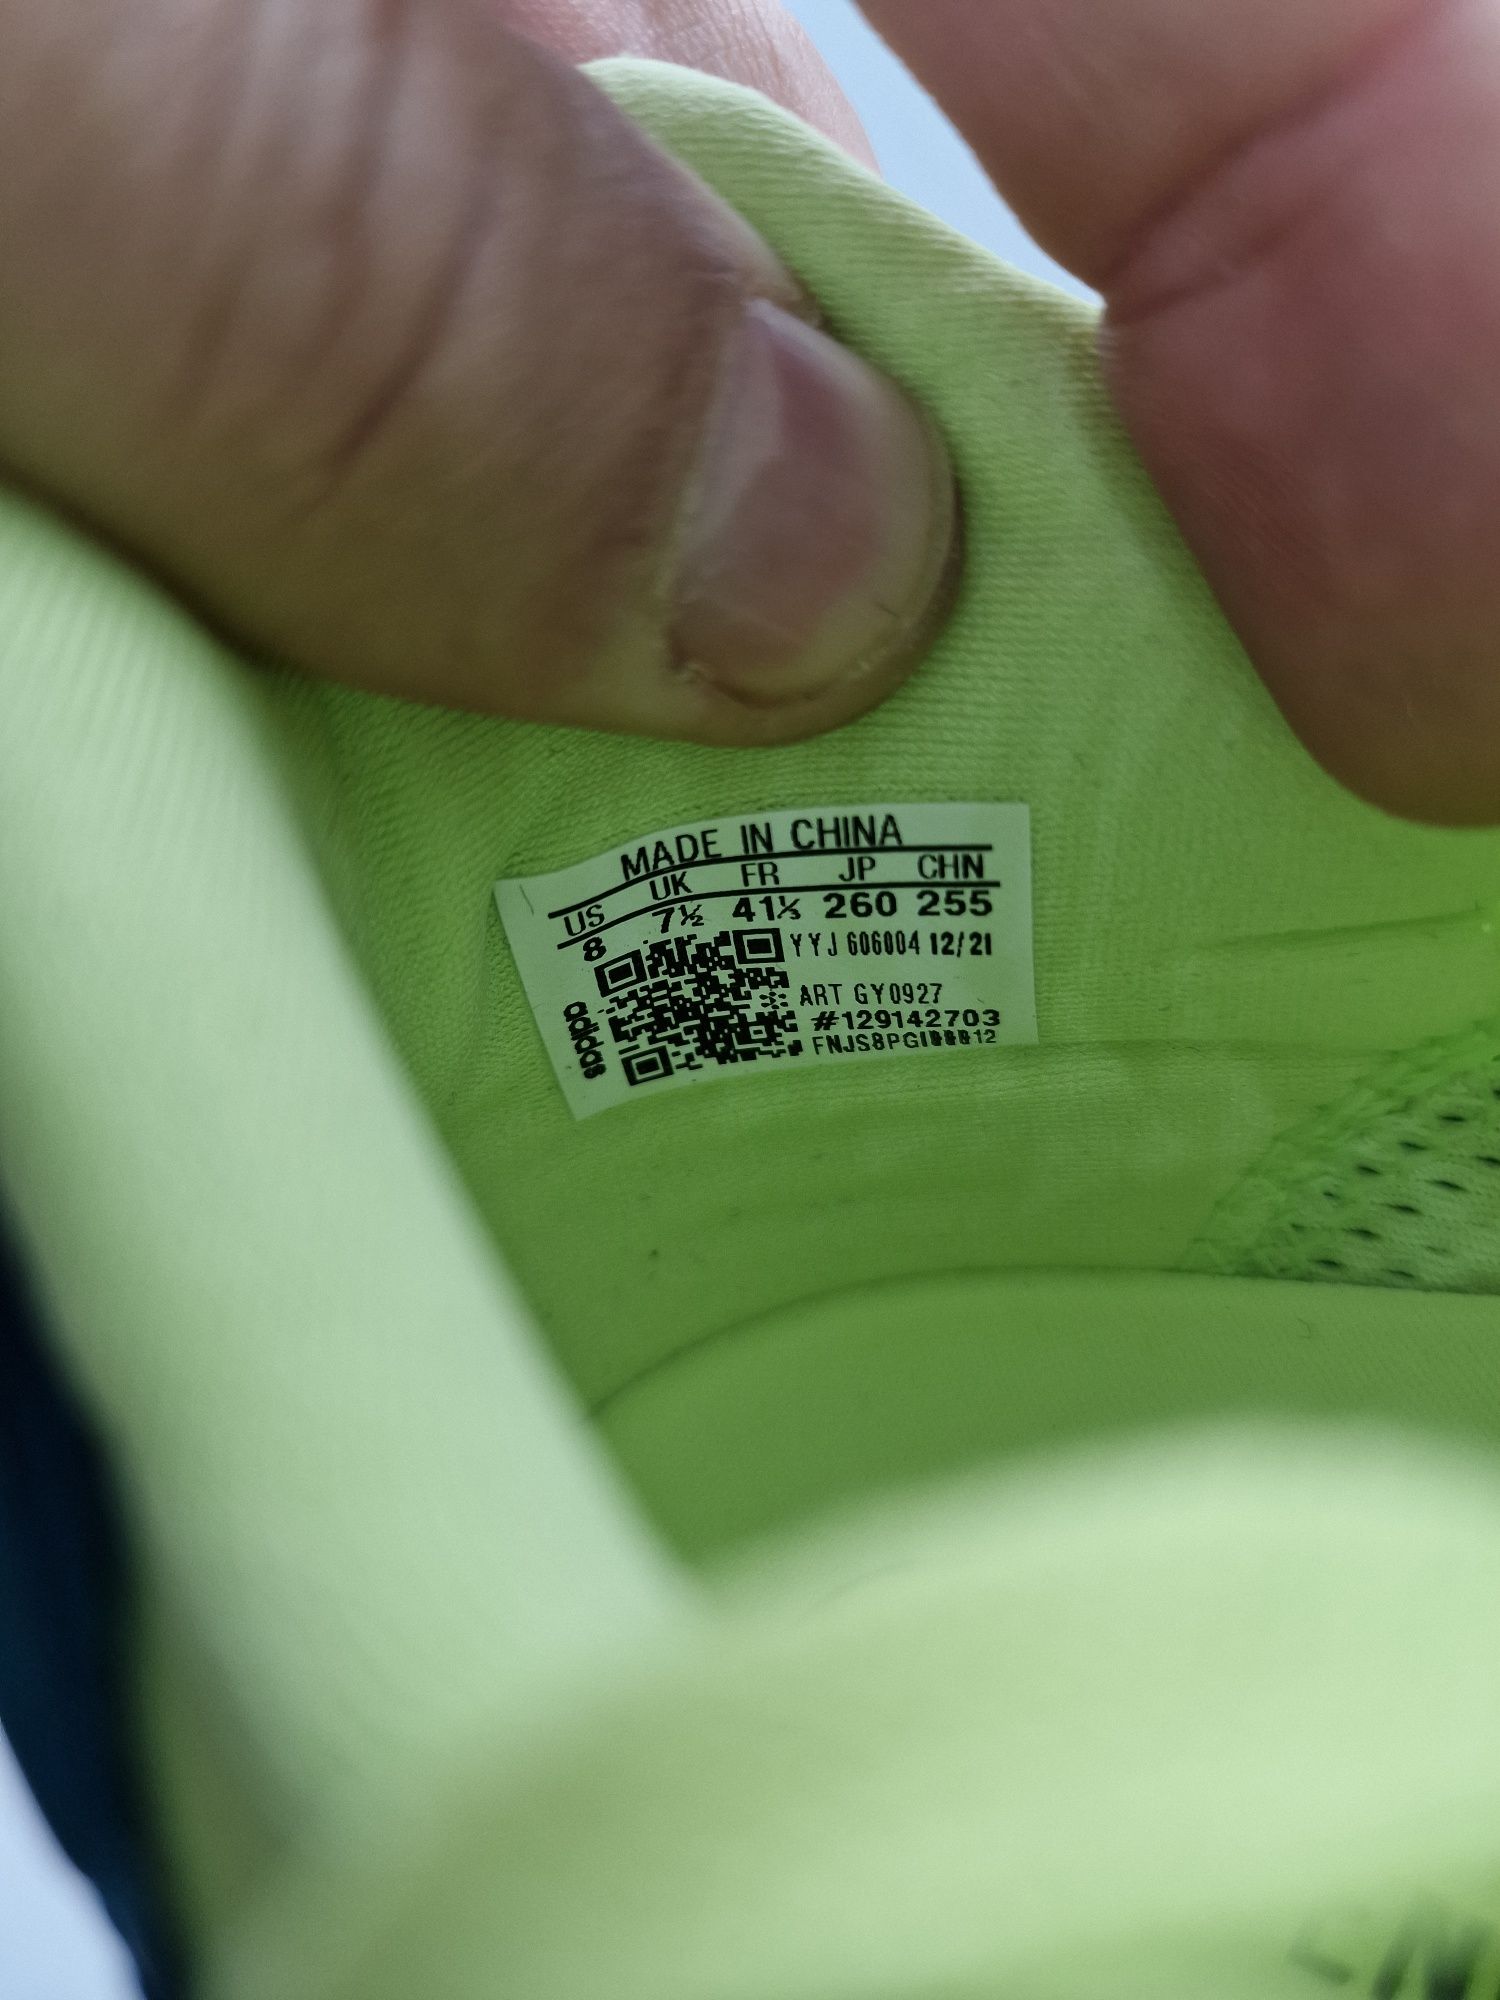 MADE IN CHINA
US UK FR JP CHN
8 7½ 41⅓ 260 255
YYJ 606004 12/21
ART GY0927
#129142703
adidas